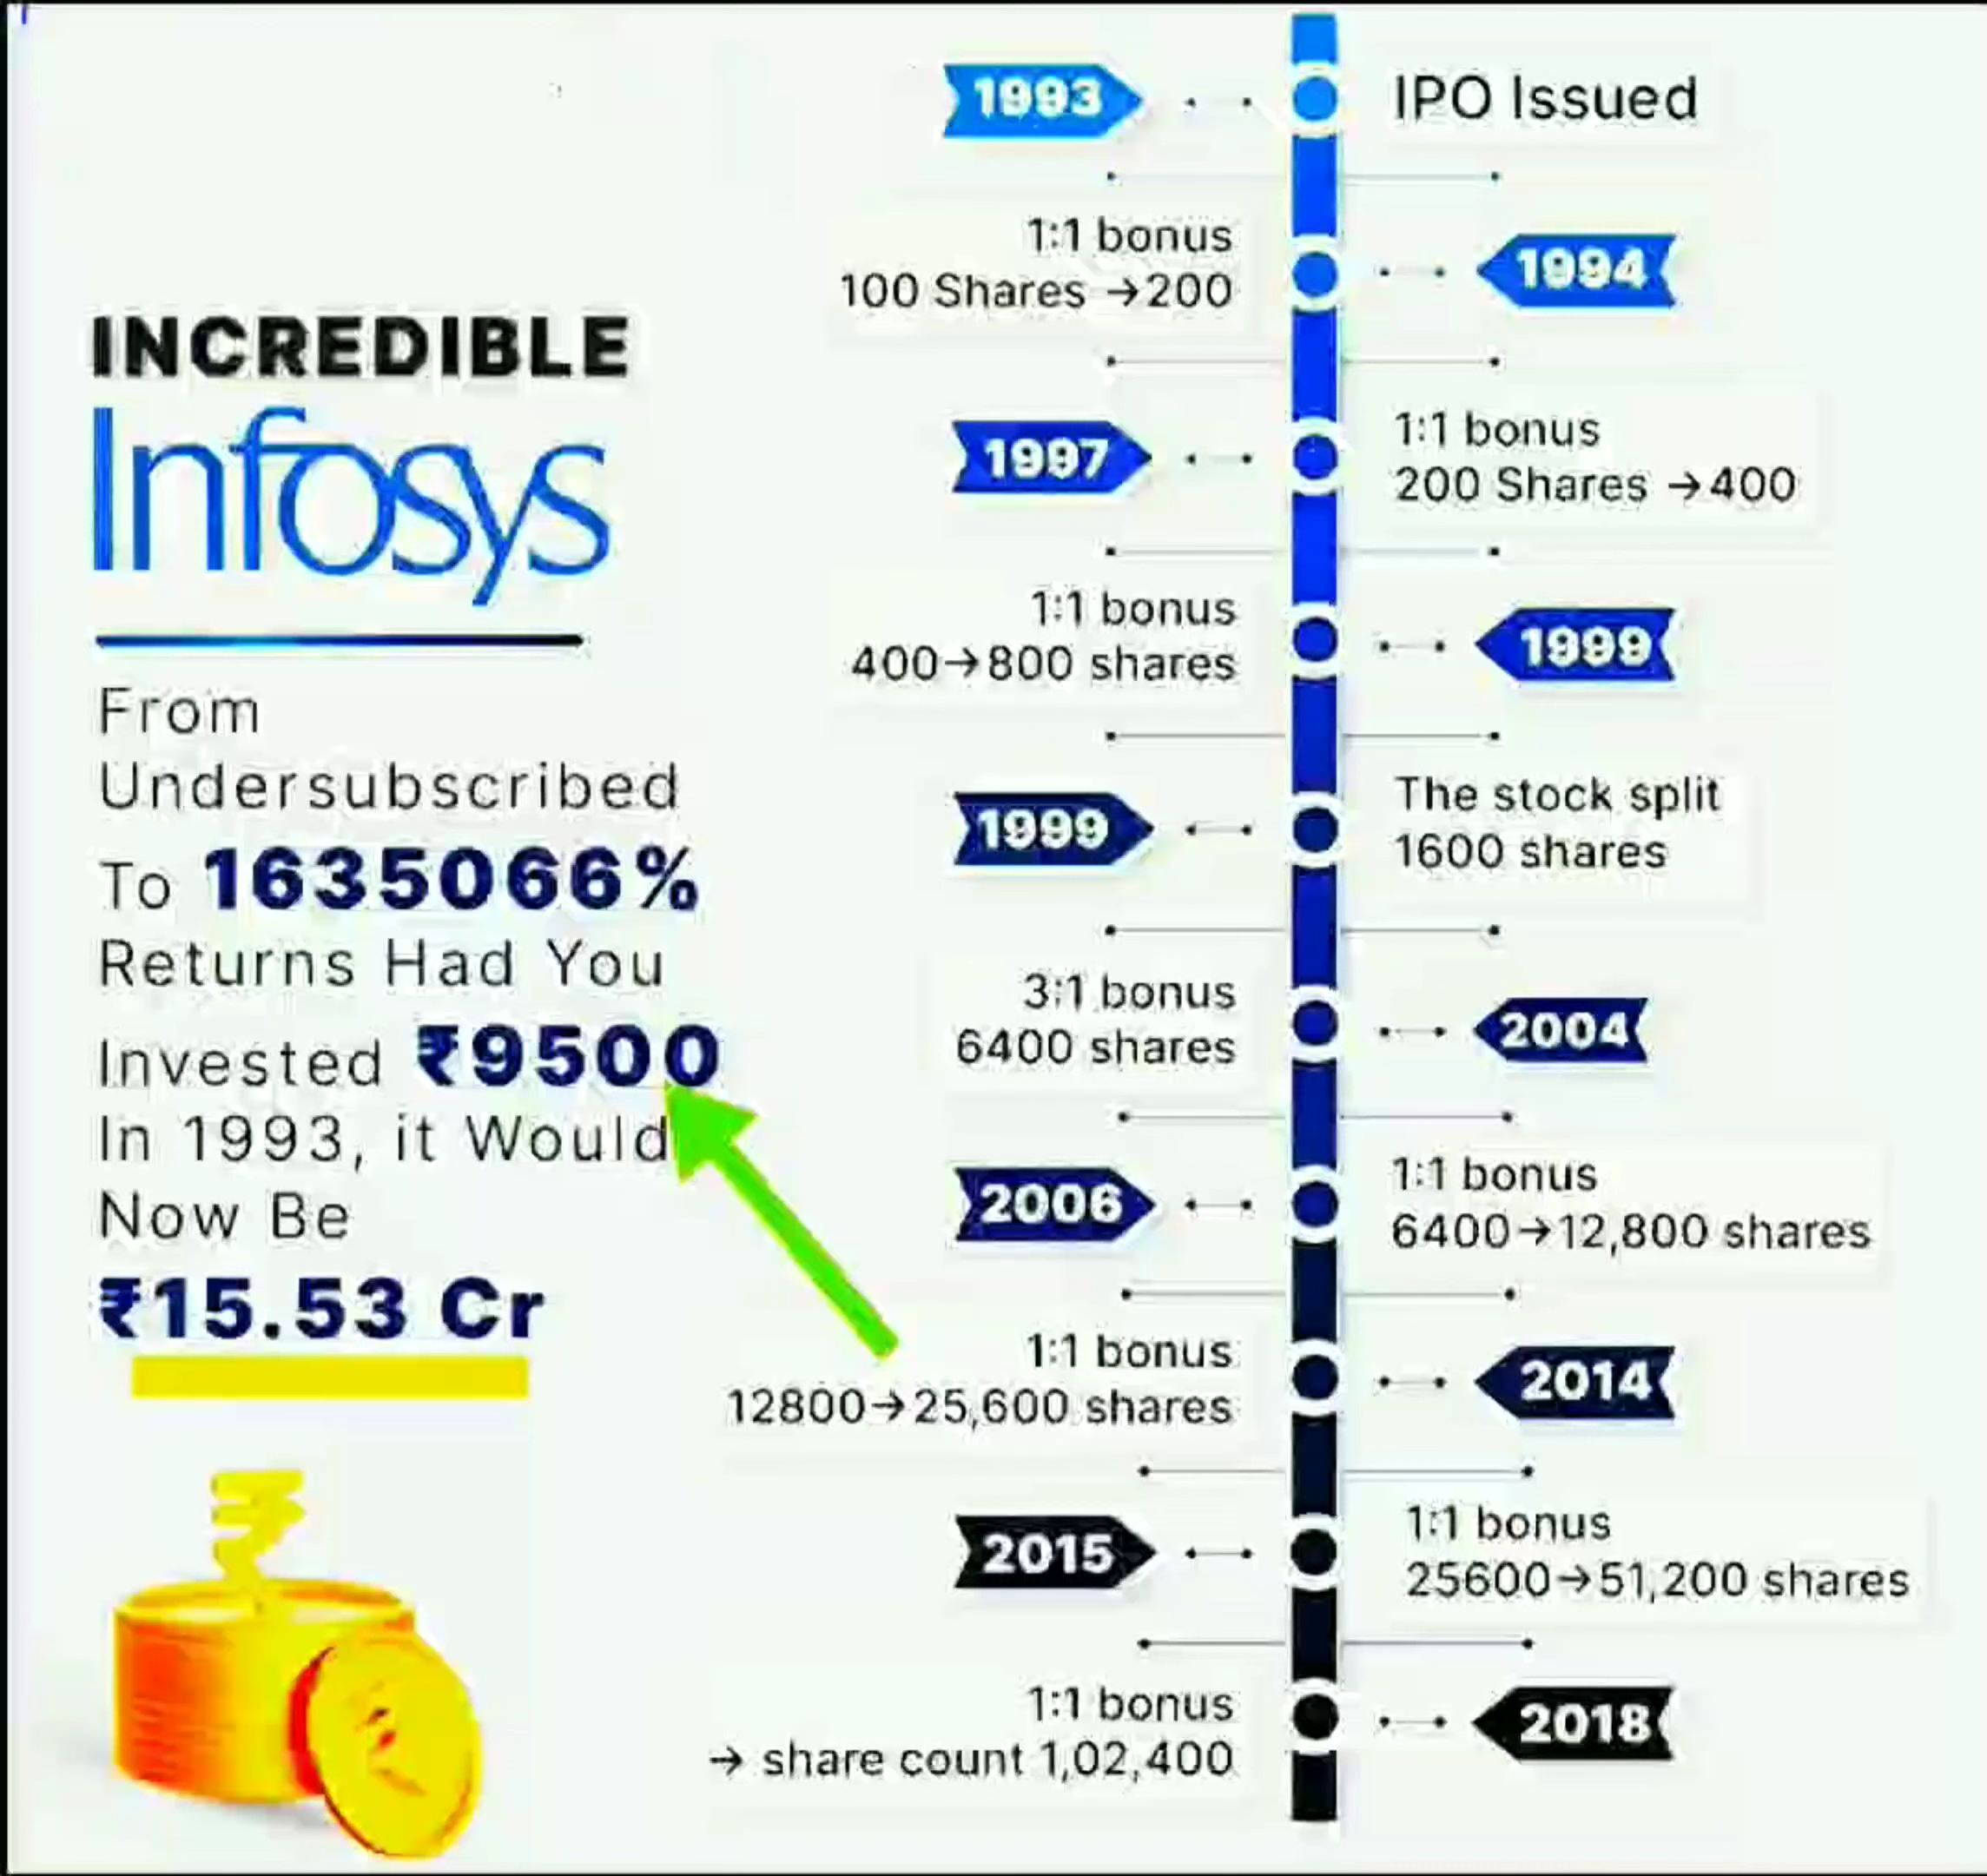 INCREDIBLE
Infosys
From
Undersubscribed
To 1635066%
Returns Had You
Invested ₹9500
In 1993, it Would
Now Be
₹15.53 Cr
1993
IPO Issued
1:1 bonus
100 Shares →200
1994
1997
1:1 bonus
200 Shares →400
1:1 bonus
400→800 shares
1999
1999
The stock split
1600 shares
3:1 bonus
6400 shares
2004
2006
1:1 bonus
6400→12,800 shares
1:1 bonus
12800→25,600 shares
2014
2015
1:1 bonus
25600→51,200 shares
1:1 bonus
→ share count 1,02,400
2018
₹